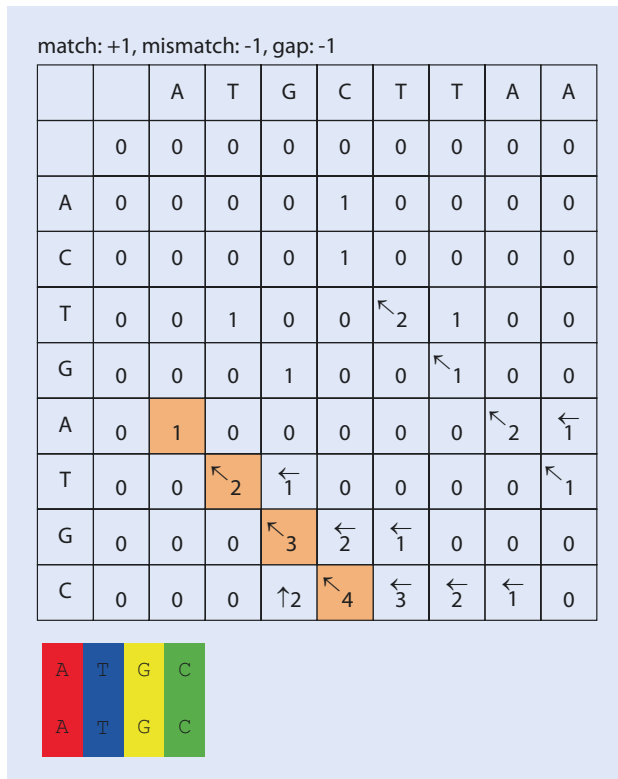 match: +1, mismatch: -1, gap: -1
A T G C T T A A
0 0 0 0 0 0 0 0 0
A 0 0 0 0 1 0 0 0 0
C 0 0 0 0 1 0 0 0 0
T 0 0 1 0 0 ↖2 1 0 0
G 0 0 0 1 0 0 ↖1 0 0
A 0 1 0 0 0 0 0 ↖2 ←1
T 0 0 ↖2 ←1 0 0 0 0 ↖1
G 0 0 0 ↖3 ←2 ←1 0 0 0
C 0 0 0 ↑2 ↖4 ←3 ←2 ←1 0
A T G C
A T G C